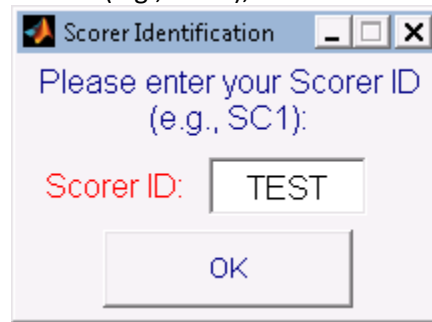 Scorer Identification
Please enter your Scorer ID
(e.g., SC1):
Scorer ID: TEST
OK